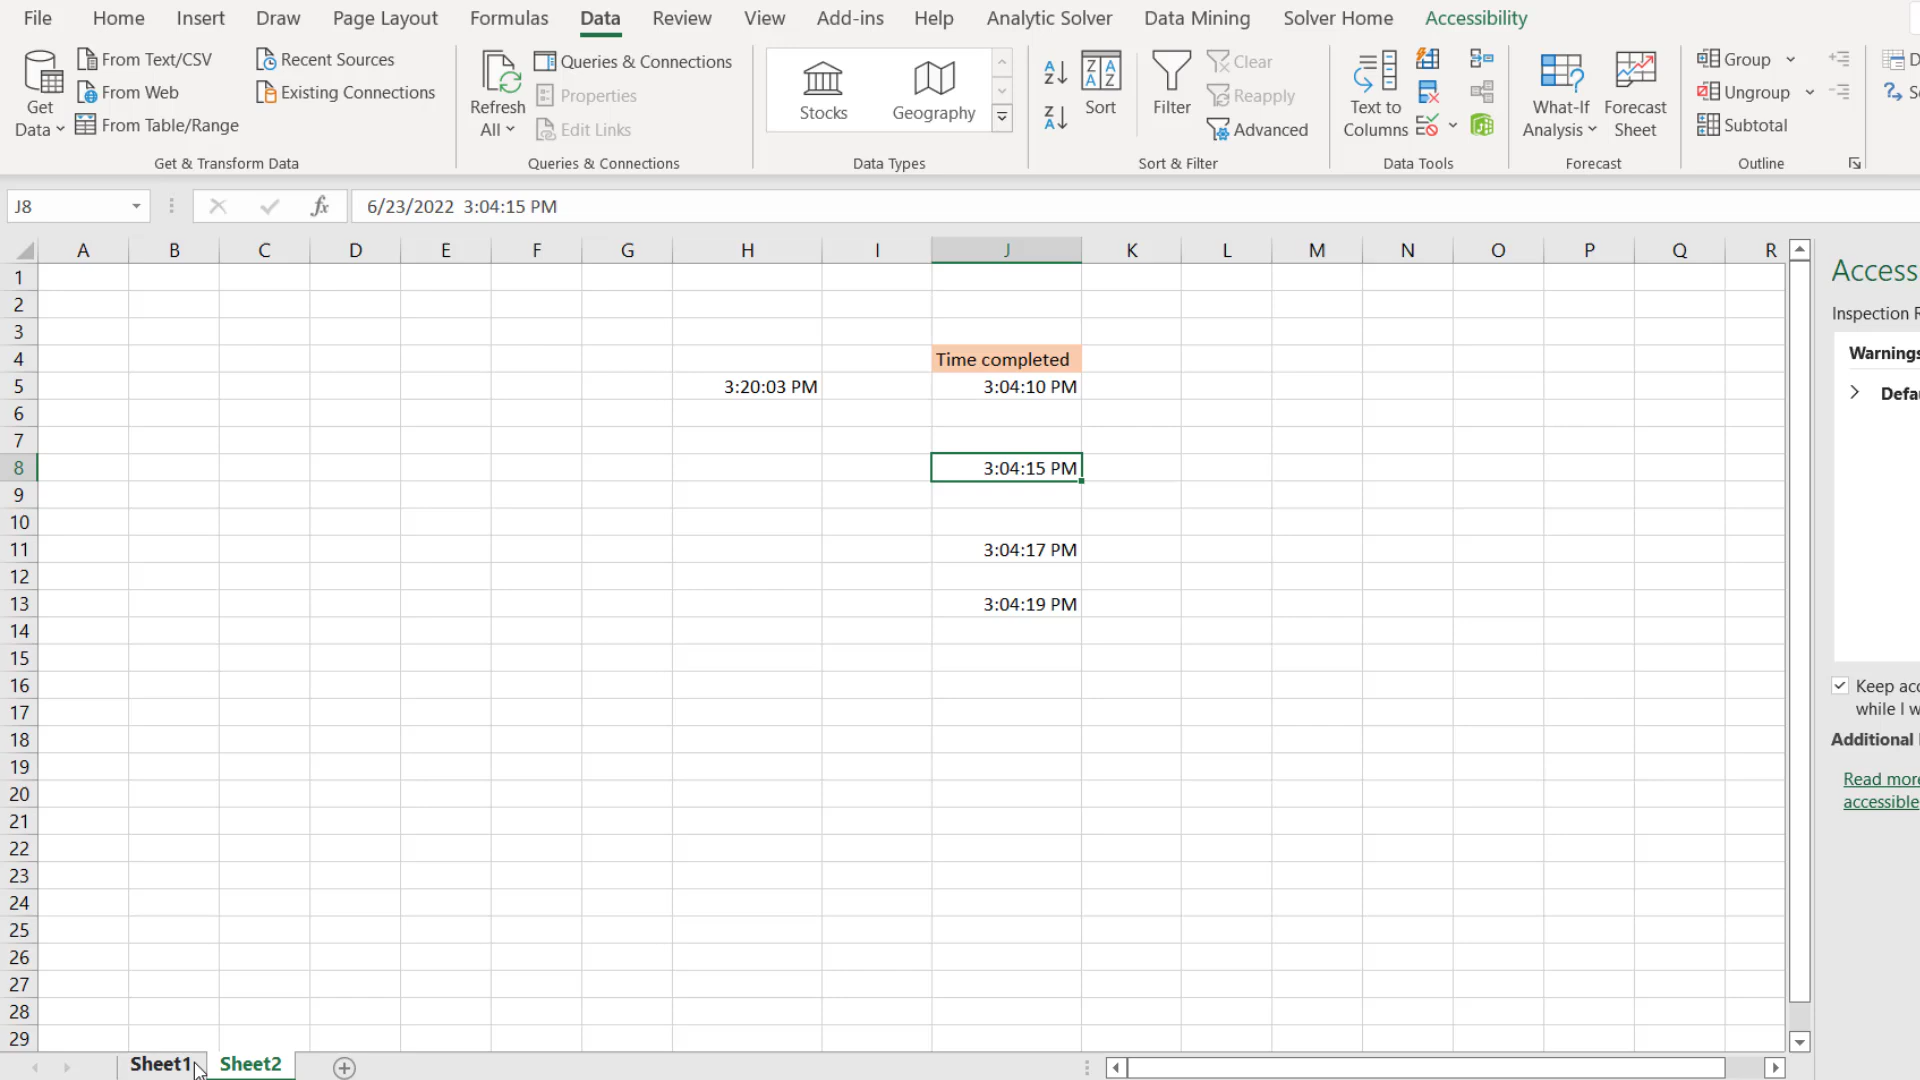 File Home Insert Draw Page Layout Formulas Data Review View Add-ins Help Analytic Solver Data Mining Solver Home Accessibility
Get Data
From Text/CSV
From Web
From Table/Range
Recent Sources
Existing Connections
Get & Transform Data
Refresh All
Queries & Connections
Properties
Edit Links
Queries & Connections
Stocks
Geography
Data Types
Sort
Filter
Clear
Reapply
Advanced
Sort & Filter
Text to Columns
Data Tools
What-If Analysis
Forecast Sheet
Forecast
Group
Ungroup
Subtotal
Outline
J8
fx
6/23/2022 3:04:15 PM
A B C D E F G H I J K L M N O P Q R
1
2
3
4 Time completed
5 3:20:03 PM 3:04:10 PM
6
7
8 3:04:15 PM
9
10
11 3:04:17 PM
12
13 3:04:19 PM
14
15
16
17
18
19
20
21
22
23
24
25
26
27
28
29
Sheet1 Sheet2
Access
Inspection R
Warnings
Defau
Keep acc
while I w
Additional
Read more
accessible